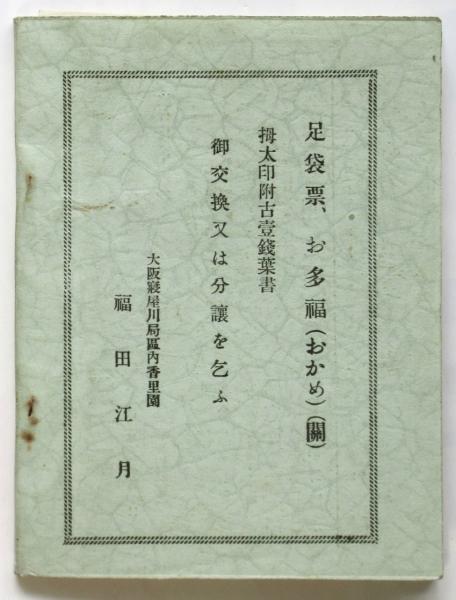 足袋票、お多福(おかめ)(關)
拇太印附古壹錢葉書
御交換又は分讓を乞ふ
大阪寢屋川局區內香里園
福田江月